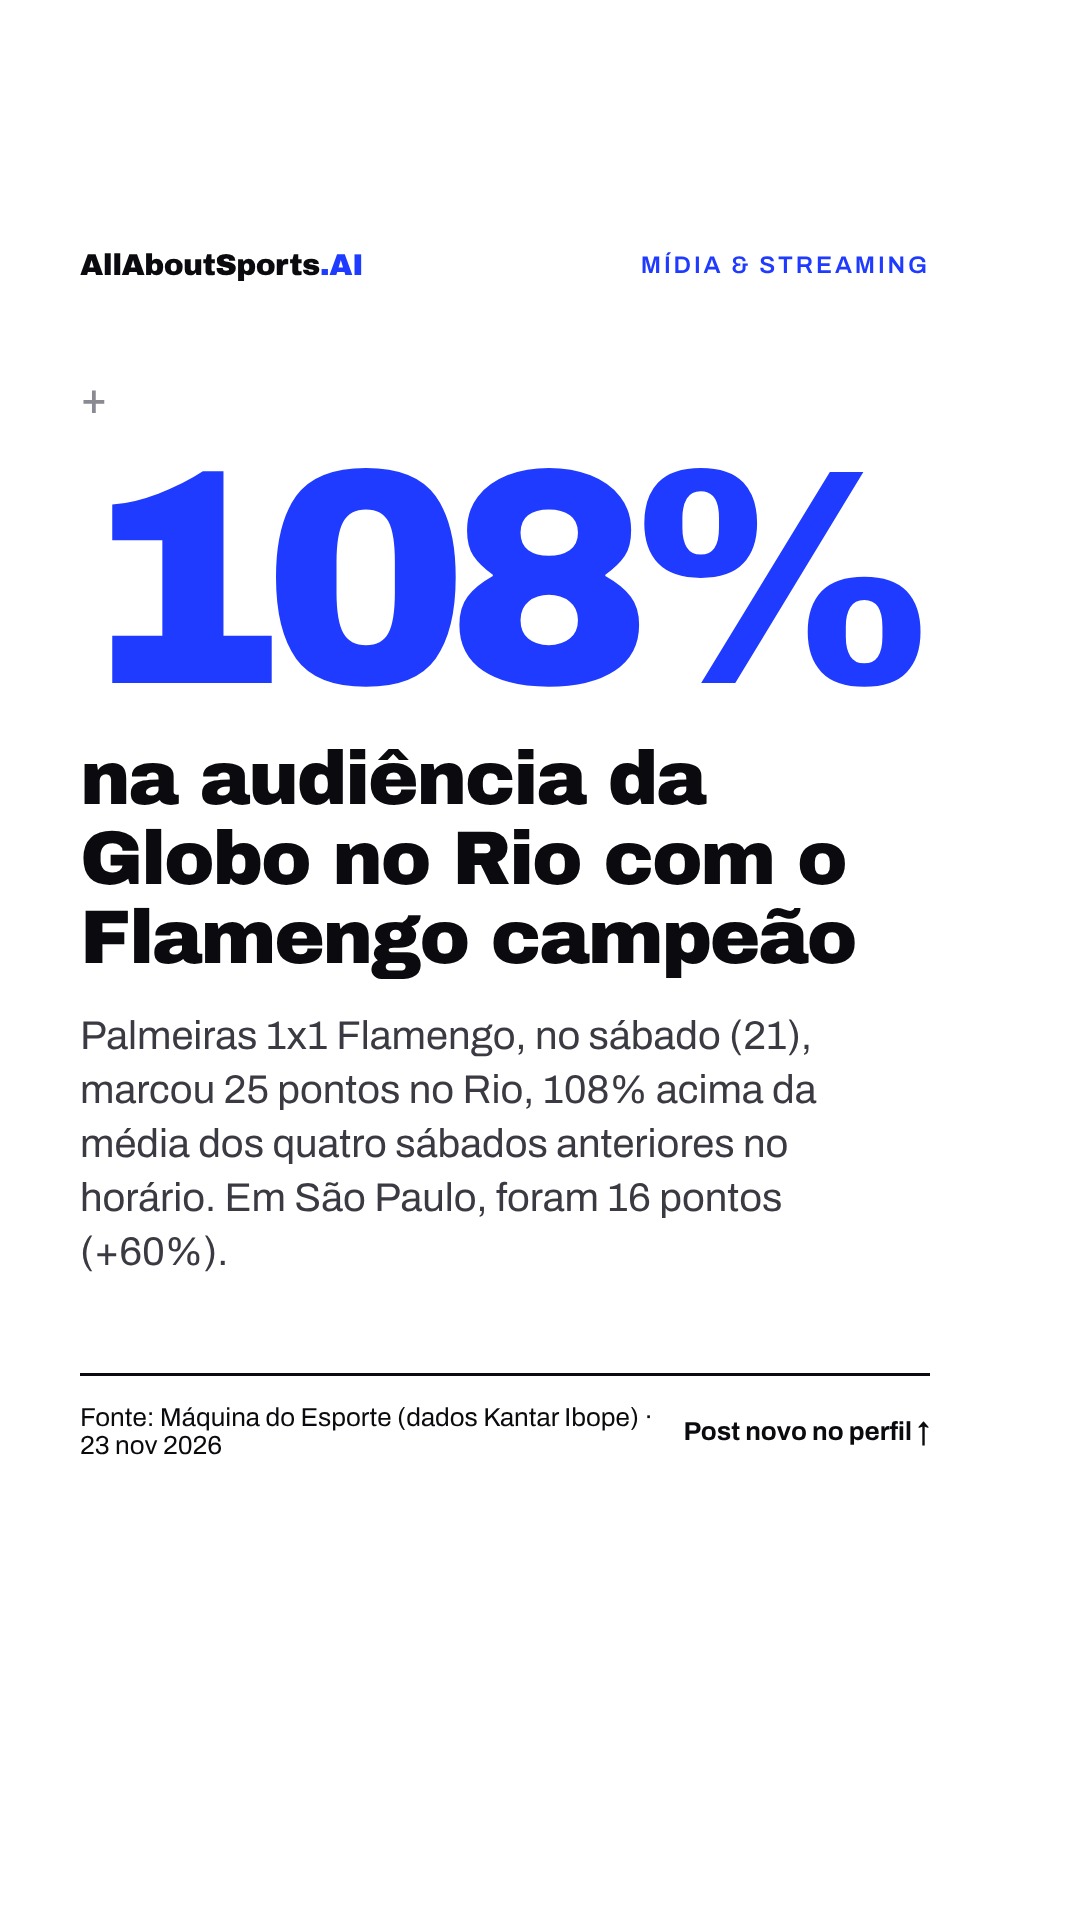 AllAboutSports.AI
MÍDIA & STREAMING
+
108%
na audiência da
Globo no Rio com o
Flamengo campeão
Palmeiras 1x1 Flamengo, no sábado (21),
marcou 25 pontos no Rio, 108% acima da
média dos quatro sábados anteriores no
horário. Em São Paulo, foram 16 pontos
(+60%).
Fonte: Máquina do Esporte (dados Kantar Ibope) ·
23 nov 2026
Post novo no perfil ↑